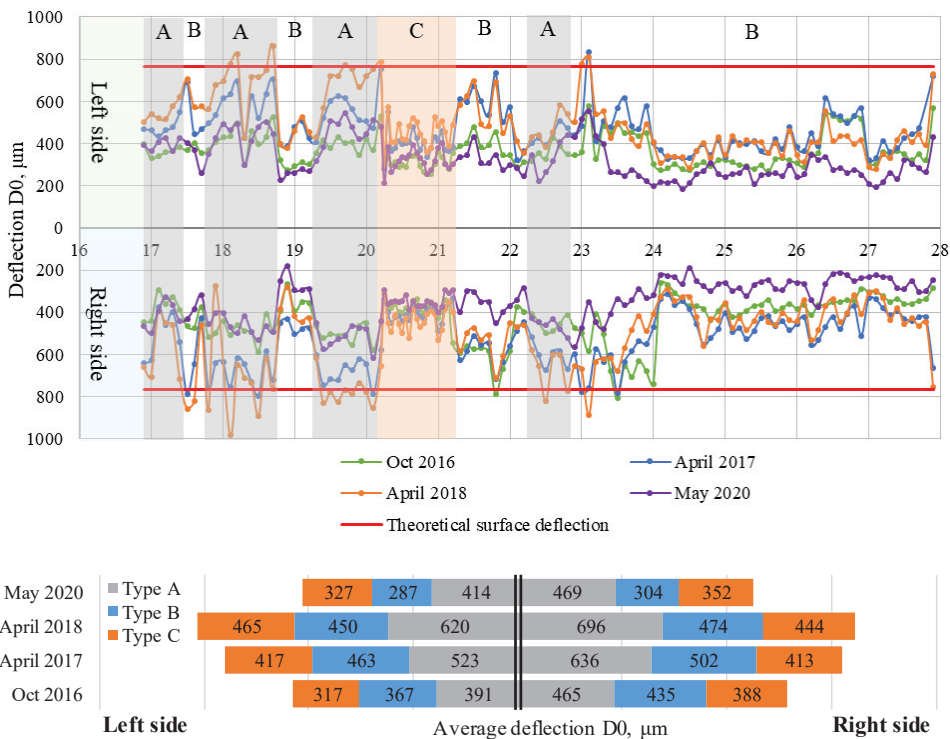 1000
800
600
400
200
0
200
400
600
800
1000
Deflection D0, μm
Left side
Right side
A B A B A C B A B
16 17 18 19 20 21 22 23 24 25 26 27 28
Oct 2016 April 2017
April 2018 May 2020
Theoretical surface deflection
Type A
Type B
Type C
May 2020 327 287 414 469 304 352
April 2018 465 450 620 696 474 444
April 2017 417 463 523 636 502 413
Oct 2016 317 367 391 465 435 388
Left side Average deflection D0, μm Right side